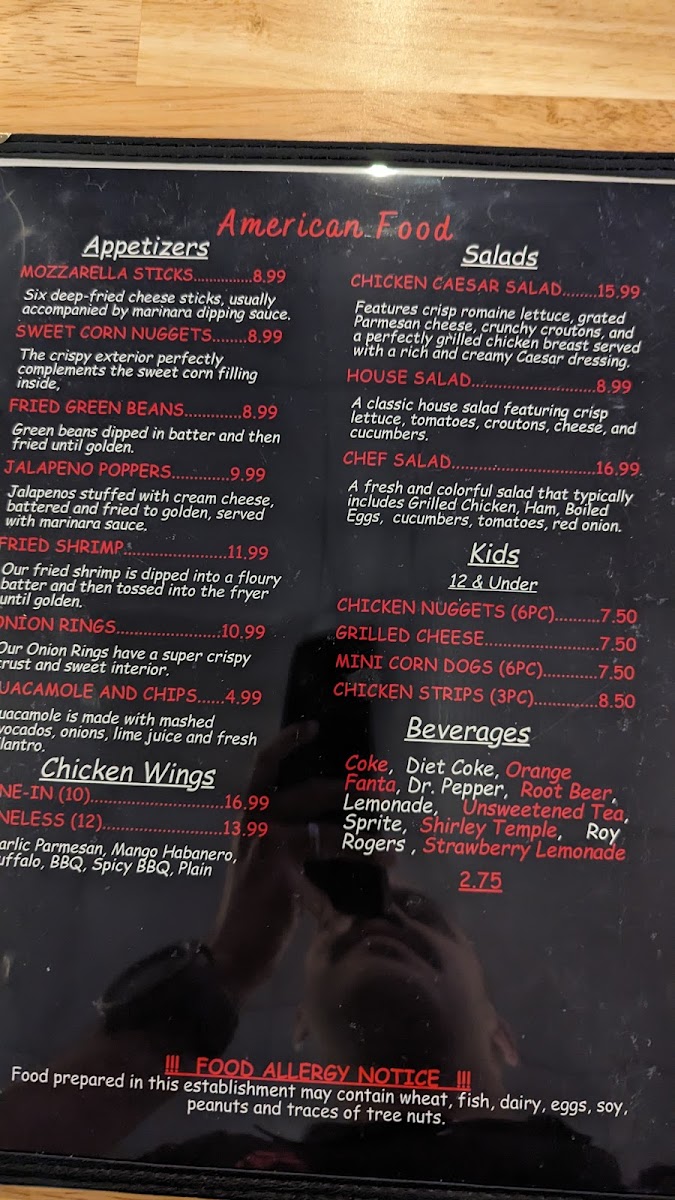 American Food
Appetizers
MOZZARELLA STICKS..............8.99
Six deep-fried cheese sticks, usually
accompanied by marinara dipping sauce.
SWEET CORN NUGGETS........8.99
The crispy exterior perfectly
complements the sweet corn filling
inside,
FRIED GREEN BEANS.............8.99
Green beans dipped in batter and then
fried until golden.
JALAPENO POPPERS.............9.99
Jalapenos stuffed with cream cheese,
battered and fried to golden, served
with marinara sauce.
FRIED SHRIMP.......................11.99
Our fried shrimp is dipped into a floury
batter and then tossed into the fryer
until golden.
ONION RINGS.......................10.99
Our Onion Rings have a super crispy
crust and sweet interior.
UACAMOLE AND CHIPS......4.99
uacamole is made with mashed
vocados, onions, lime juice and fresh
ilantro.
Chicken Wings
NE-IN (10)..............................16.99
NELESS (12)...........................13.99
arlic Parmesan, Mango Habanero,
uffalo, BBQ, Spicy BBQ, Plain
Salads
CHICKEN CAESAR SALAD........15.99
Features crisp romaine lettuce, grated
Parmesan cheese, crunchy croutons, and
a perfectly grilled chicken breast served
with a rich and creamy Caesar dressing.
HOUSE SALAD............................8.99
A classic house salad featuring crisp
lettuce, tomatoes, croutons, cheese, and
cucumbers.
CHEF SALAD................................16.99
A fresh and colorful salad that typically
includes Grilled Chicken, Ham, Boiled
Eggs, cucumbers, tomatoes, red onion.
Kids
12 & Under
CHICKEN NUGGETS (6PC)..........7.50
GRILLED CHEESE.........................7.50
MINI CORN DOGS (6PC)............7.50
CHICKEN STRIPS (3PC).............8.50
Beverages
Coke, Diet Coke, Orange
Fanta, Dr. Pepper, Root Beer,
Lemonade, Unsweetened Tea,
Sprite, Shirley Temple, Roy
Rogers , Strawberry Lemonade
2.75
!!! FOOD ALLERGY NOTICE !!!
Food prepared in this establishment may contain wheat, fish, dairy, eggs, soy,
peanuts and traces of tree nuts.